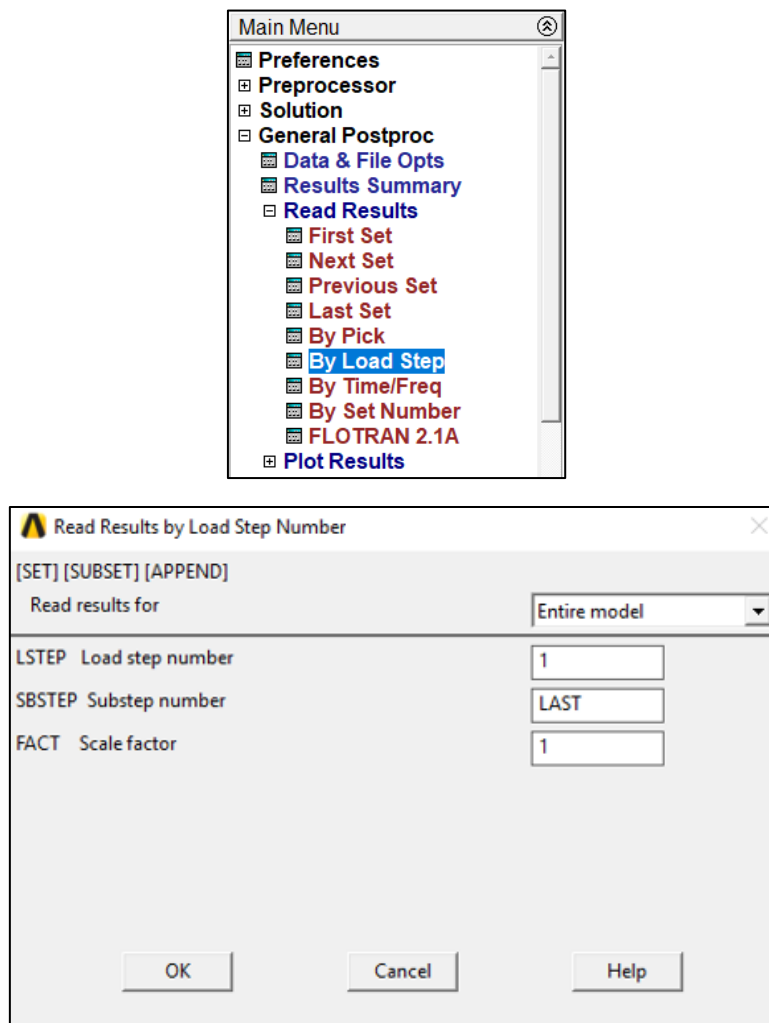 Main Menu
Preferences
Preprocessor
Solution
General Postproc
Data & File Opts
Results Summary
Read Results
First Set
Next Set
Previous Set
Last Set
By Pick
By Load Step
By Time/Freq
By Set Number
FLOTRAN 2.1A
Plot Results
Read Results by Load Step Number
[SET] [SUBSET] [APPEND]
Read results for Entire model
LSTEP Load step number 1
SBSTEP Substep number LAST
FACT Scale factor 1
OK Cancel Help